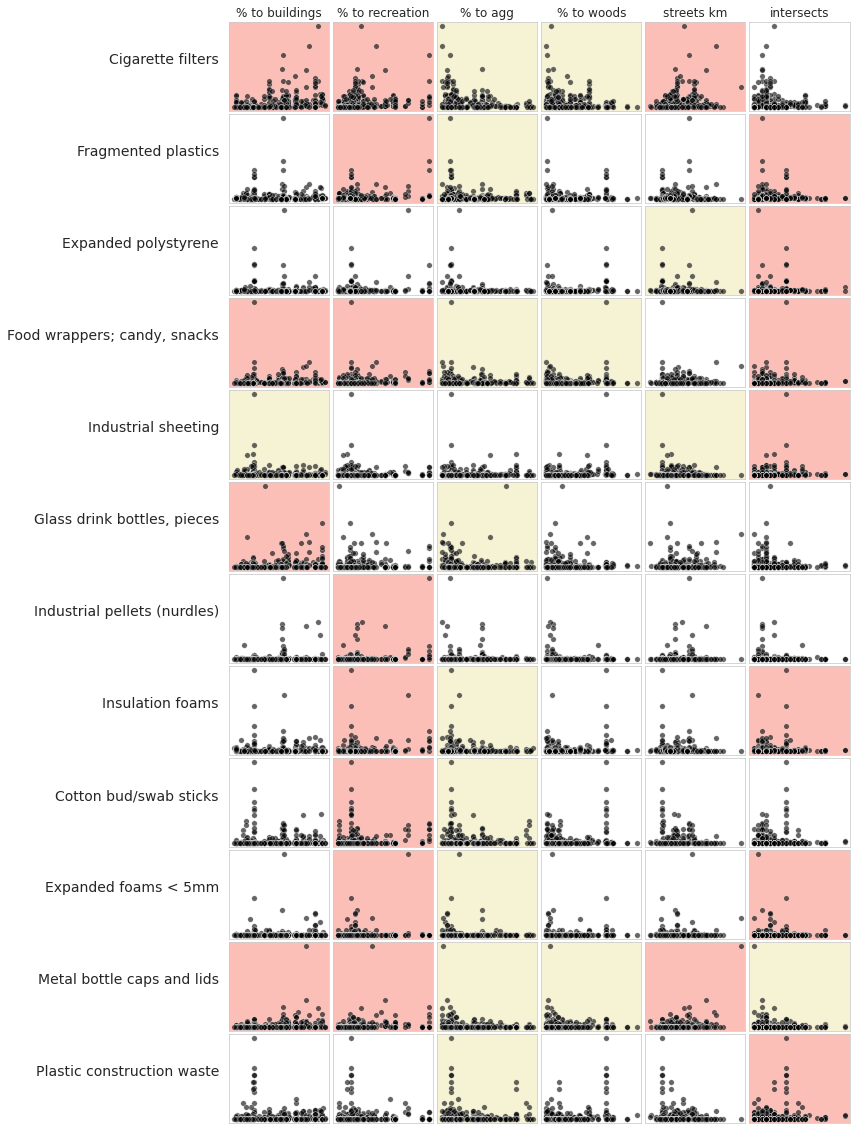 % to buildings % to recreation % to agg % to woods streets km intersects
Cigarette filters
Fragmented plastics
Expanded polystyrene
Food wrappers; candy, snacks
Industrial sheeting
Glass drink bottles, pieces
Industrial pellets (nurdles)
Insulation foams
Cotton bud/swab sticks
Expanded foams < 5mm
Metal bottle caps and lids
Plastic construction waste